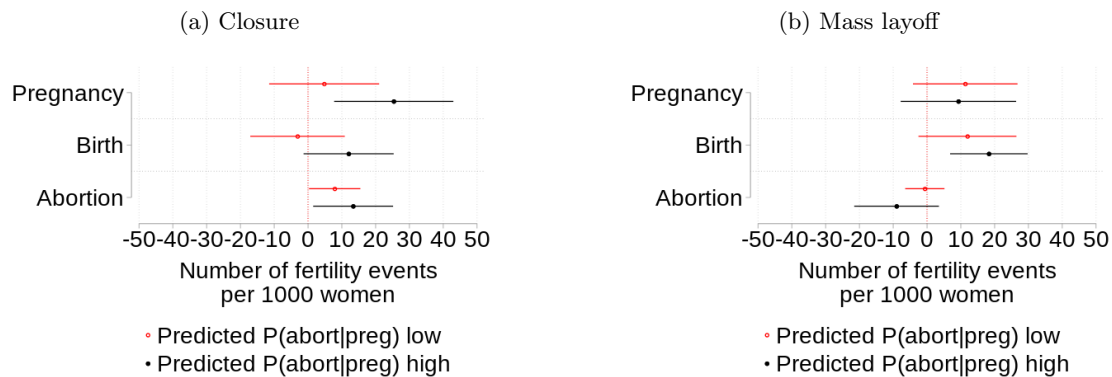 (a) Closure
Pregnancy
Birth
Abortion
-50-40-30-20-10 0 10 20 30 40 50
Number of fertility events
per 1000 women
Predicted P(abort|preg) low
Predicted P(abort|preg) high
(b) Mass layoff
Pregnancy
Birth
Abortion
-50-40-30-20-10 0 10 20 30 40 50
Number of fertility events
per 1000 women
Predicted P(abort|preg) low
Predicted P(abort|preg) high